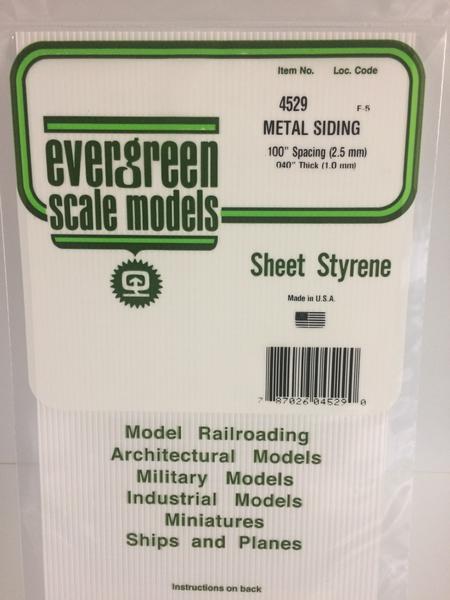 Item No. Loc. Code
4529 F-5
METAL SIDING
100" Spacing (2.5 mm)
040" Thick (1.0 mm)
evergreen
scale models
Sheet Styrene
Made in U.S.A.
7 87026 04529 0
Model Railroading
Architectural Models
Military Models
Industrial Models
Miniatures
Ships and Planes
Instructions on back